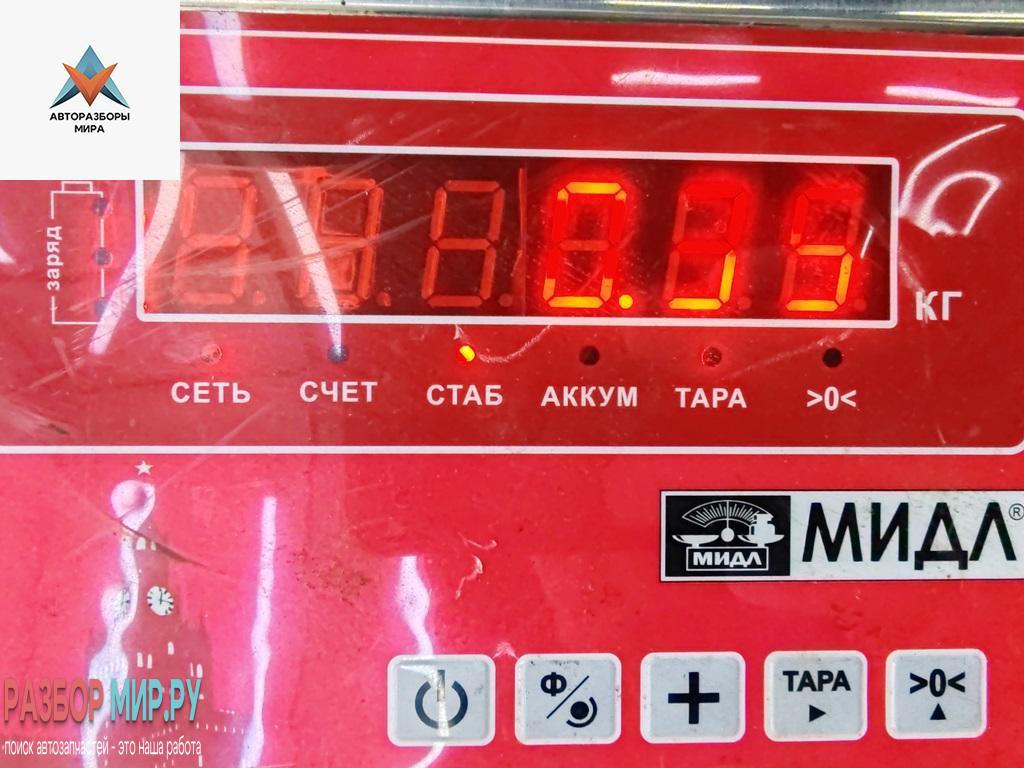 АВТОРАЗБОРЫ
МИРА
заряд
0.35
КГ
СЕТЬ СЧЕТ СТАБ АККУМ ТАРА >0<
МИДЛ МИДЛ®
Ф
ТАРА >0<
РАЗБОР МИР.РУ
поиск автозапчастей - это наша работа